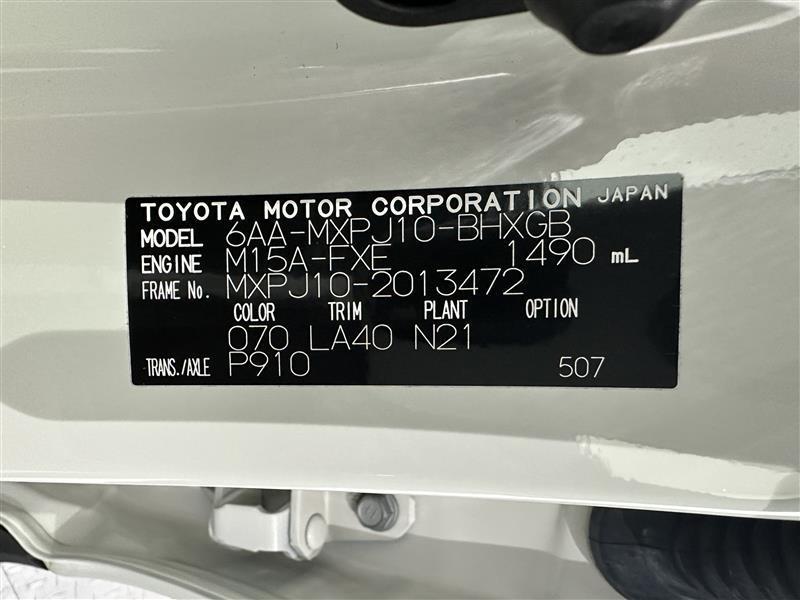 TOYOTA MOTOR CORPORATION JAPAN
MODEL 6AA-MXPJ10-BHXGB
ENGINE M15A-FXE 1490 mL
FRAME No. MXPJ10-2013472
COLOR TRIM PLANT OPTION
070 LA40 N21
TRANS./AXLE P910 507